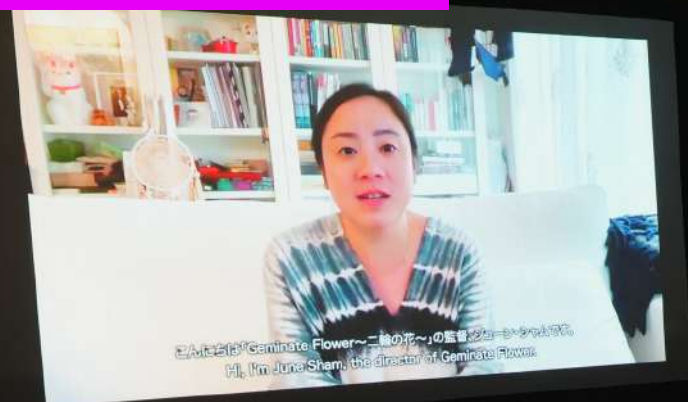 こんにちは「Geminate Flower～二輪の花～」の監督、ジョーン・シャムです。
Hi, I'm June Sham, the director of Geminate Flower.